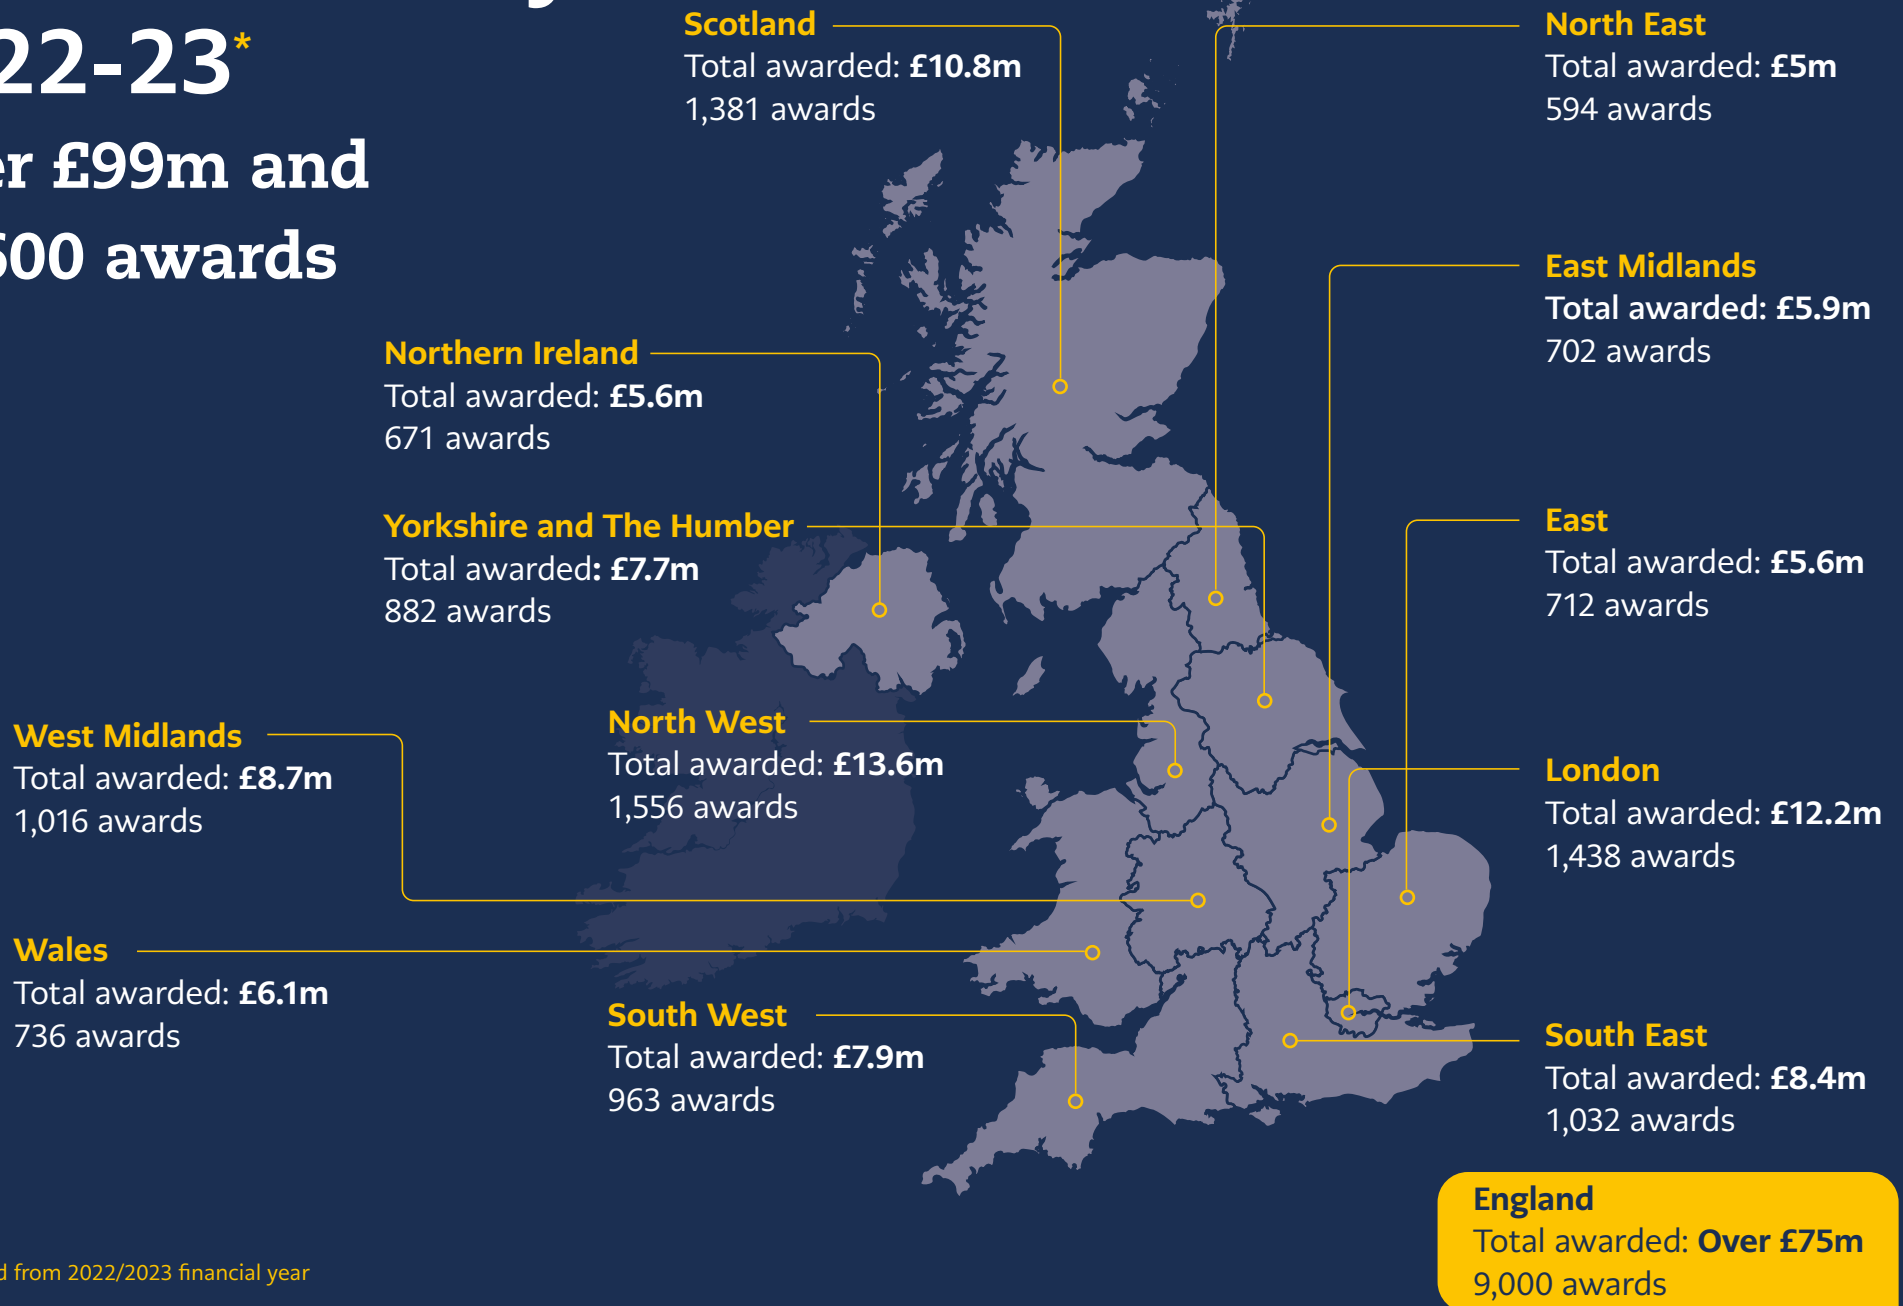 22-23*
£99m and
awards
Scotland
Total awarded: £10.8m
1,381 awards
North East
Total awarded: £5m
594 awards
East Midlands
Total awarded: £5.9m
702 awards
Northern Ireland
Total awarded: £5.6m
671 awards
Yorkshire and The Humber
Total awarded: £7.7m
882 awards
East
Total awarded: £5.6m
712 awards
West Midlands
Total awarded: £8.7m
1,016 awards
North West
Total awarded: £13.6m
1,556 awards
London
Total awarded: £12.2m
1,438 awards
Wales
Total awarded: £6.1m
736 awards
South West
Total awarded: £7.9m
963 awards
South East
Total awarded: £8.4m
1,032 awards
England
Total awarded: Over £75m
9,000 awards
from 2022/2023 financial year